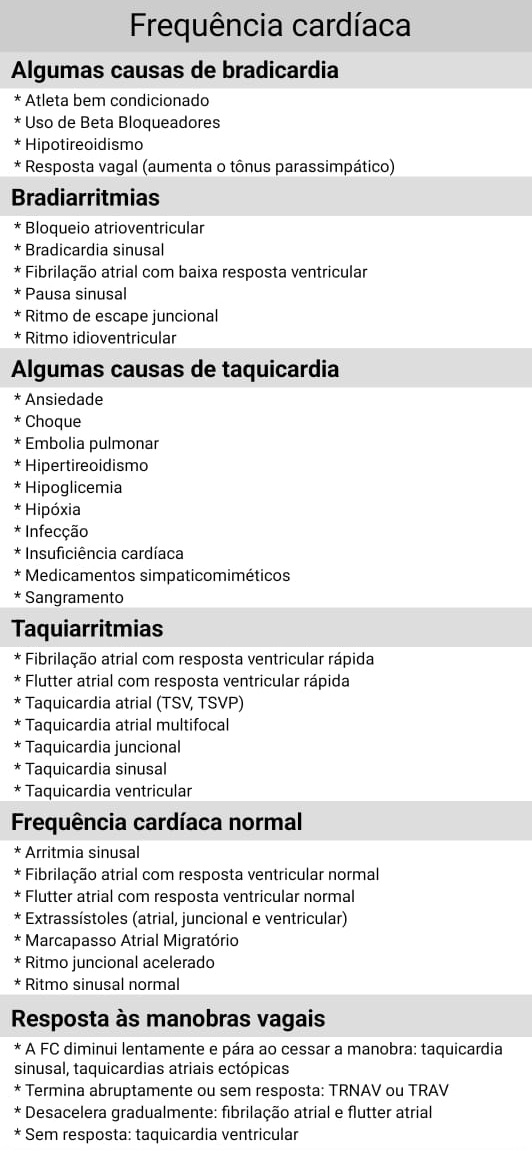 Frequência cardíaca
Algumas causas de bradicardia
* Atleta bem condicionado
* Uso de Beta Bloqueadores
* Hipotireoidismo
* Resposta vagal (aumenta o tônus parassimpático)
Bradiarritmias
* Bloqueio atrioventricular
* Bradicardia sinusal
* Fibrilação atrial com baixa resposta ventricular
* Pausa sinusal
* Ritmo de escape juncional
* Ritmo idioventricular
Algumas causas de taquicardia
* Ansiedade
* Choque
* Embolia pulmonar
* Hipertireoidismo
* Hipoglicemia
* Hipóxia
* Infecção
* Insuficiência cardíaca
* Medicamentos simpaticomiméticos
* Sangramento
Taquiarritmias
* Fibrilação atrial com resposta ventricular rápida
* Flutter atrial com resposta ventricular rápida
* Taquicardia atrial (TSV, TSVP)
* Taquicardia atrial multifocal
* Taquicardia juncional
* Taquicardia sinusal
* Taquicardia ventricular
Frequência cardíaca normal
* Arritmia sinusal
* Fibrilação atrial com resposta ventricular normal
* Flutter atrial com resposta ventricular normal
* Extrassístoles (atrial, juncional e ventricular)
* Marcapasso Atrial Migratório
* Ritmo juncional acelerado
* Ritmo sinusal normal
Resposta às manobras vagais
* A FC diminui lentamente e pára ao cessar a manobra: taquicardia
sinusal, taquicardias atriais ectópicas
* Termina abruptamente ou sem resposta: TRNAV ou TRAV
* Desacelera gradualmente: fibrilação atrial e flutter atrial
* Sem resposta: taquicardia ventricular